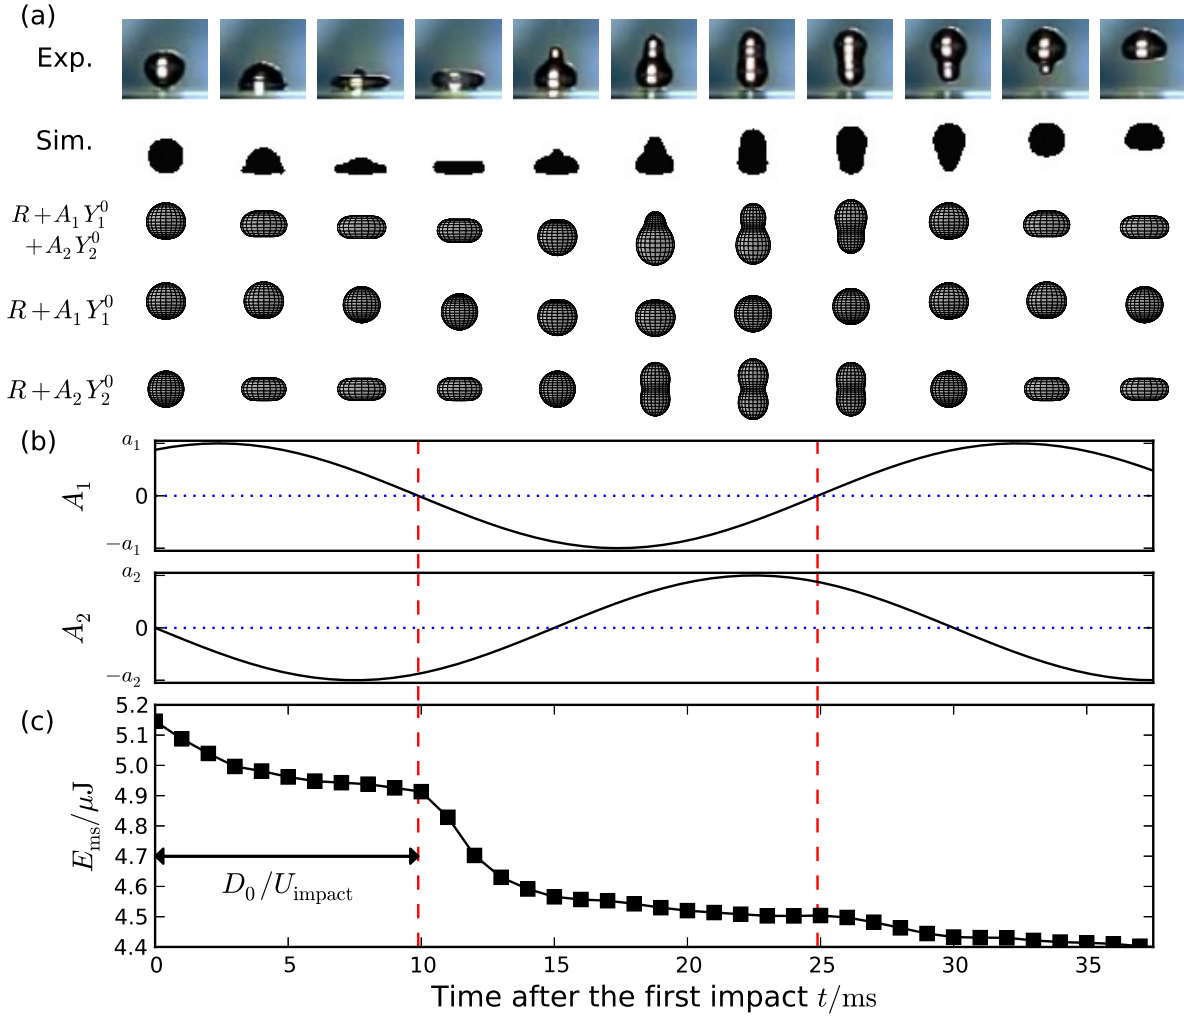 (a)
Exp.
Sim.
R + A₁Y₁⁰
+ A₂Y₂⁰
R + A₁Y₁⁰
R + A₂Y₂⁰
(b)
a₁
0
−a₁
A₁
a₂
0
−a₂
A₂
(c)
5.2
5.1
5.0
4.9
4.8
4.7
4.6
4.5
4.4
E_ms/μJ
D₀/U_impact
0 5 10 15 20 25 30 35
Time after the first impact t/ms